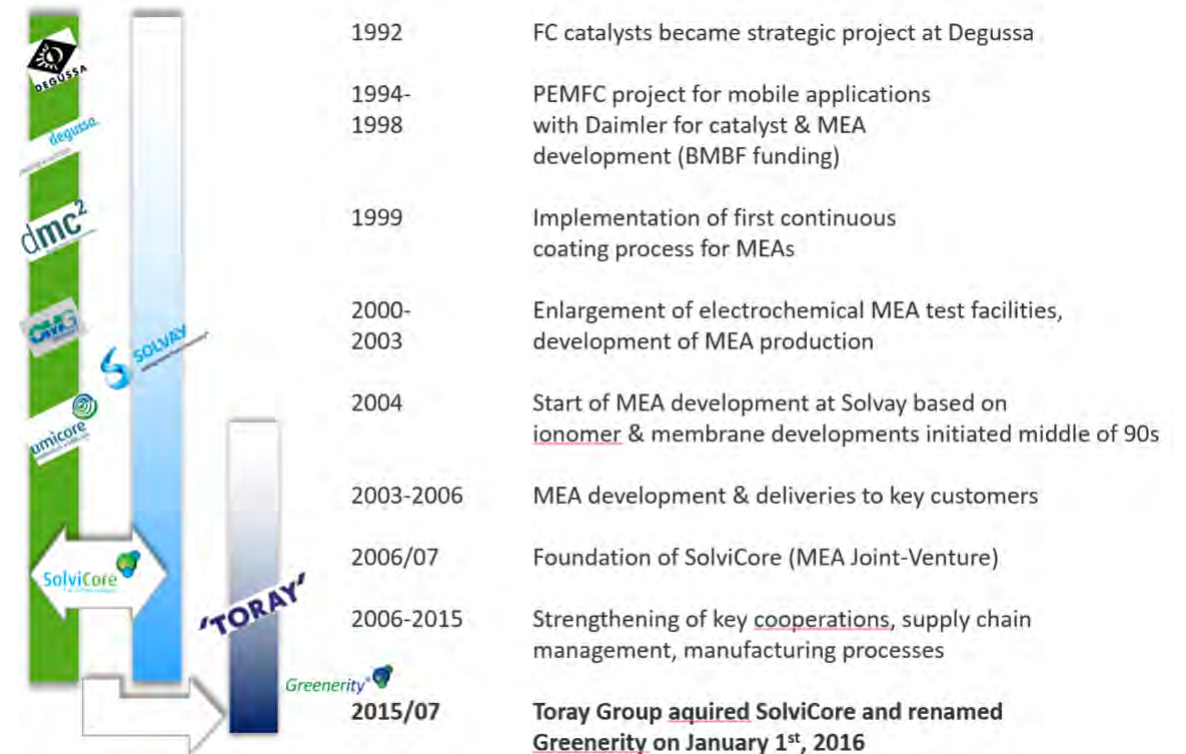 DEGUSSA
degussa.
dmc²
OMG
SOLVAY
umicore
SolviCore
'TORAY'
Greenerity®
1992 FC catalysts became strategic project at Degussa
1994- PEMFC project for mobile applications
1998 with Daimler for catalyst & MEA
development (BMBF funding)
1999 Implementation of first continuous
coating process for MEAs
2000- Enlargement of electrochemical MEA test facilities,
2003 development of MEA production
2004 Start of MEA development at Solvay based on
ionomer & membrane developments initiated middle of 90s
2003-2006 MEA development & deliveries to key customers
2006/07 Foundation of SolviCore (MEA Joint-Venture)
2006-2015 Strengthening of key cooperations, supply chain
management, manufacturing processes
2015/07 Toray Group aquired SolviCore and renamed
Greenerity on January 1st, 2016